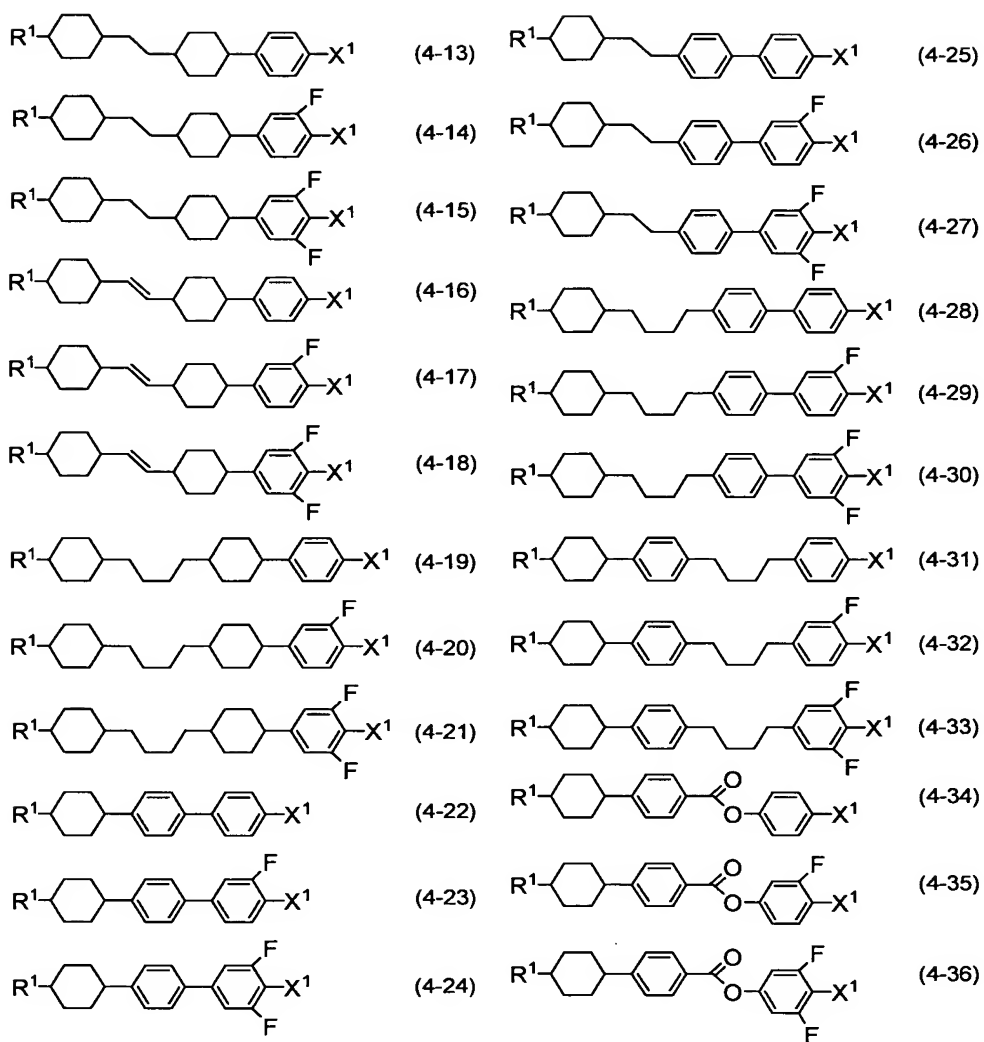 R¹ X¹ (4-13)
F
R¹ X¹ (4-14)
F
R¹ X¹ (4-15)
F
R¹ X¹ (4-16)
F
R¹ X¹ (4-17)
F
R¹ X¹ (4-18)
F
R¹ X¹ (4-19)
F
R¹ X¹ (4-20)
F
R¹ X¹ (4-21)
F
R¹ X¹ (4-22)
F
R¹ X¹ (4-23)
F
R¹ X¹ (4-24)
F
R¹ X¹ (4-25)
F
R¹ X¹ (4-26)
F
R¹ X¹ (4-27)
F
R¹ X¹ (4-28)
F
R¹ X¹ (4-29)
F
R¹ X¹ (4-30)
F
R¹ X¹ (4-31)
F
R¹ X¹ (4-32)
F
R¹ X¹ (4-33)
F
O
R¹ O X¹ (4-34)
O F
R¹ O X¹ (4-35)
O F
R¹ O X¹ (4-36)
F